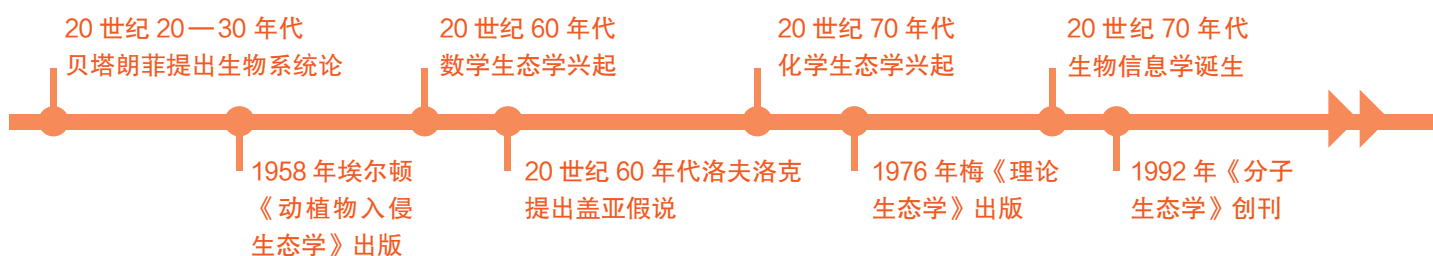 20 世纪 20—30 年代
贝塔朗菲提出生物系统论
20 世纪 60 年代
数学生态学兴起
20 世纪 70 年代
化学生态学兴起
20 世纪 70 年代
生物信息学诞生
1958 年埃尔顿
《动植物入侵
生态学》出版
20 世纪 60 年代洛夫洛克
提出盖亚假说
1976 年梅《理论
生态学》出版
1992 年《分子
生态学》创刊